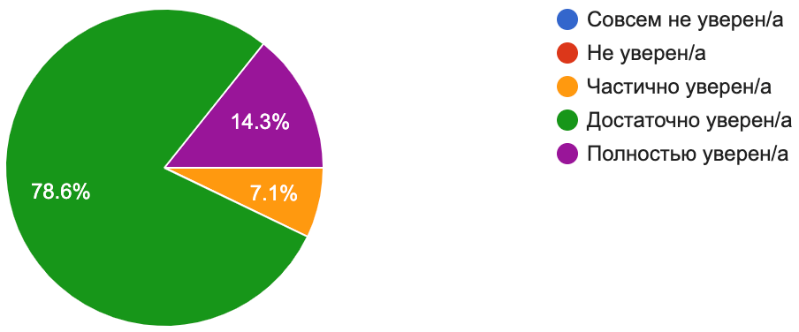 Совсем не уверен/а
Не уверен/а
Частично уверен/а
Достаточно уверен/а
Полностью уверен/а
14.3%
78.6%
7.1%